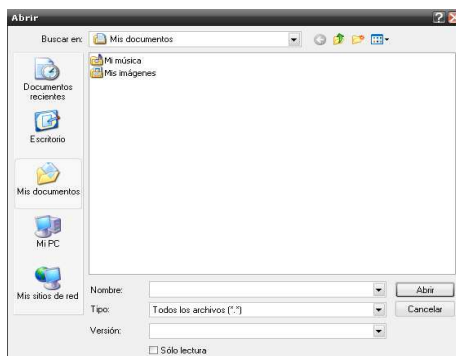 Abrir
Buscar en:
Mis documentos
Mi música
Mis imágenes
Documentos
recientes
Escritorio
Mis documentos
Mi PC
Mis sitios de red
Nombre:
Abrir
Tipo:
Todos los archivos (*.*)
Cancelar
Versión:
Sólo lectura